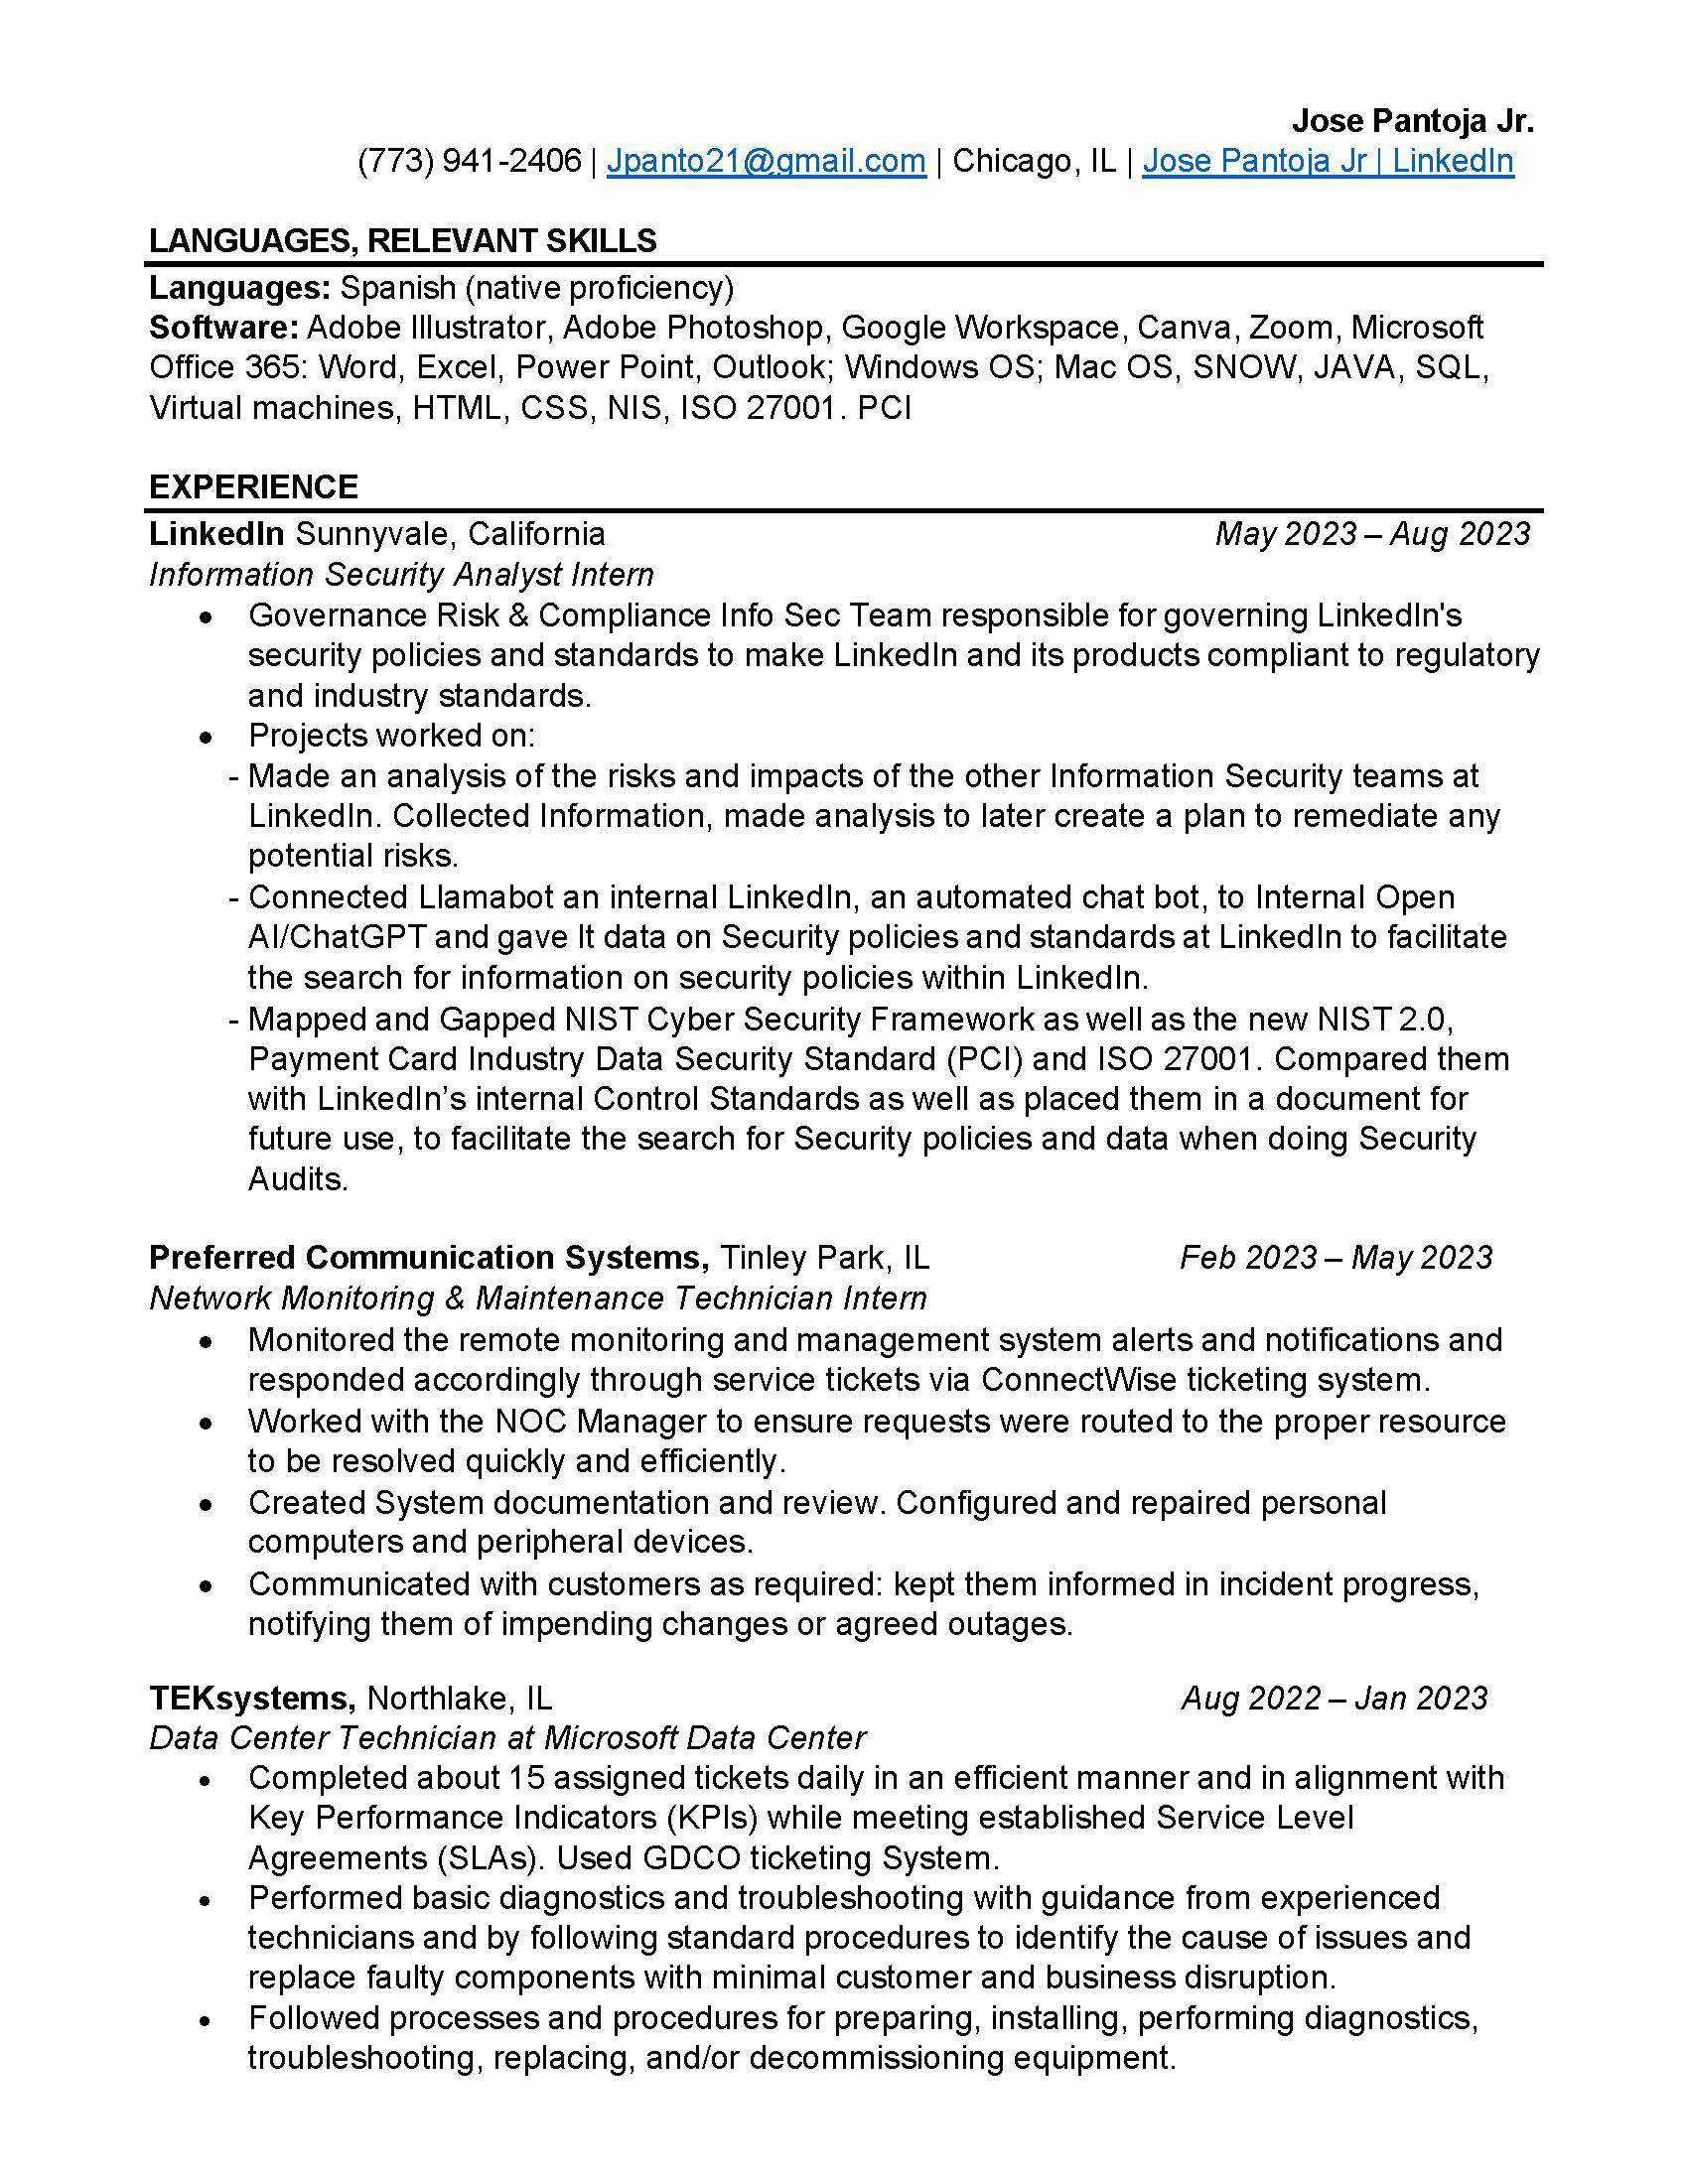 Jose Pantoja Jr.
(773) 941-2406 | Jpanto21@gmail.com | Chicago, IL | Jose Pantoja Jr | LinkedIn
LANGUAGES, RELEVANT SKILLS
Languages: Spanish (native proficiency)
Software: Adobe Illustrator, Adobe Photoshop, Google Workspace, Canva, Zoom, Microsoft
Office 365: Word, Excel, Power Point, Outlook; Windows OS; Mac OS, SNOW, JAVA, SQL,
Virtual machines, HTML, CSS, NIS, ISO 27001. PCI
EXPERIENCE
LinkedIn Sunnyvale, California May 2023 – Aug 2023
Information Security Analyst Intern
• Governance Risk & Compliance Info Sec Team responsible for governing LinkedIn's
security policies and standards to make LinkedIn and its products compliant to regulatory
and industry standards.
• Projects worked on:
- Made an analysis of the risks and impacts of the other Information Security teams at
LinkedIn. Collected Information, made analysis to later create a plan to remediate any
potential risks.
- Connected Llamabot an internal LinkedIn, an automated chat bot, to Internal Open
AI/ChatGPT and gave It data on Security policies and standards at LinkedIn to facilitate
the search for information on security policies within LinkedIn.
- Mapped and Gapped NIST Cyber Security Framework as well as the new NIST 2.0,
Payment Card Industry Data Security Standard (PCI) and ISO 27001. Compared them
with LinkedIn’s internal Control Standards as well as placed them in a document for
future use, to facilitate the search for Security policies and data when doing Security
Audits.
Preferred Communication Systems, Tinley Park, IL Feb 2023 – May 2023
Network Monitoring & Maintenance Technician Intern
• Monitored the remote monitoring and management system alerts and notifications and
responded accordingly through service tickets via ConnectWise ticketing system.
• Worked with the NOC Manager to ensure requests were routed to the proper resource
to be resolved quickly and efficiently.
• Created System documentation and review. Configured and repaired personal
computers and peripheral devices.
• Communicated with customers as required: kept them informed in incident progress,
notifying them of impending changes or agreed outages.
TEKsystems, Northlake, IL Aug 2022 – Jan 2023
Data Center Technician at Microsoft Data Center
• Completed about 15 assigned tickets daily in an efficient manner and in alignment with
Key Performance Indicators (KPIs) while meeting established Service Level
Agreements (SLAs). Used GDCO ticketing System.
• Performed basic diagnostics and troubleshooting with guidance from experienced
technicians and by following standard procedures to identify the cause of issues and
replace faulty components with minimal customer and business disruption.
• Followed processes and procedures for preparing, installing, performing diagnostics,
troubleshooting, replacing, and/or decommissioning equipment.